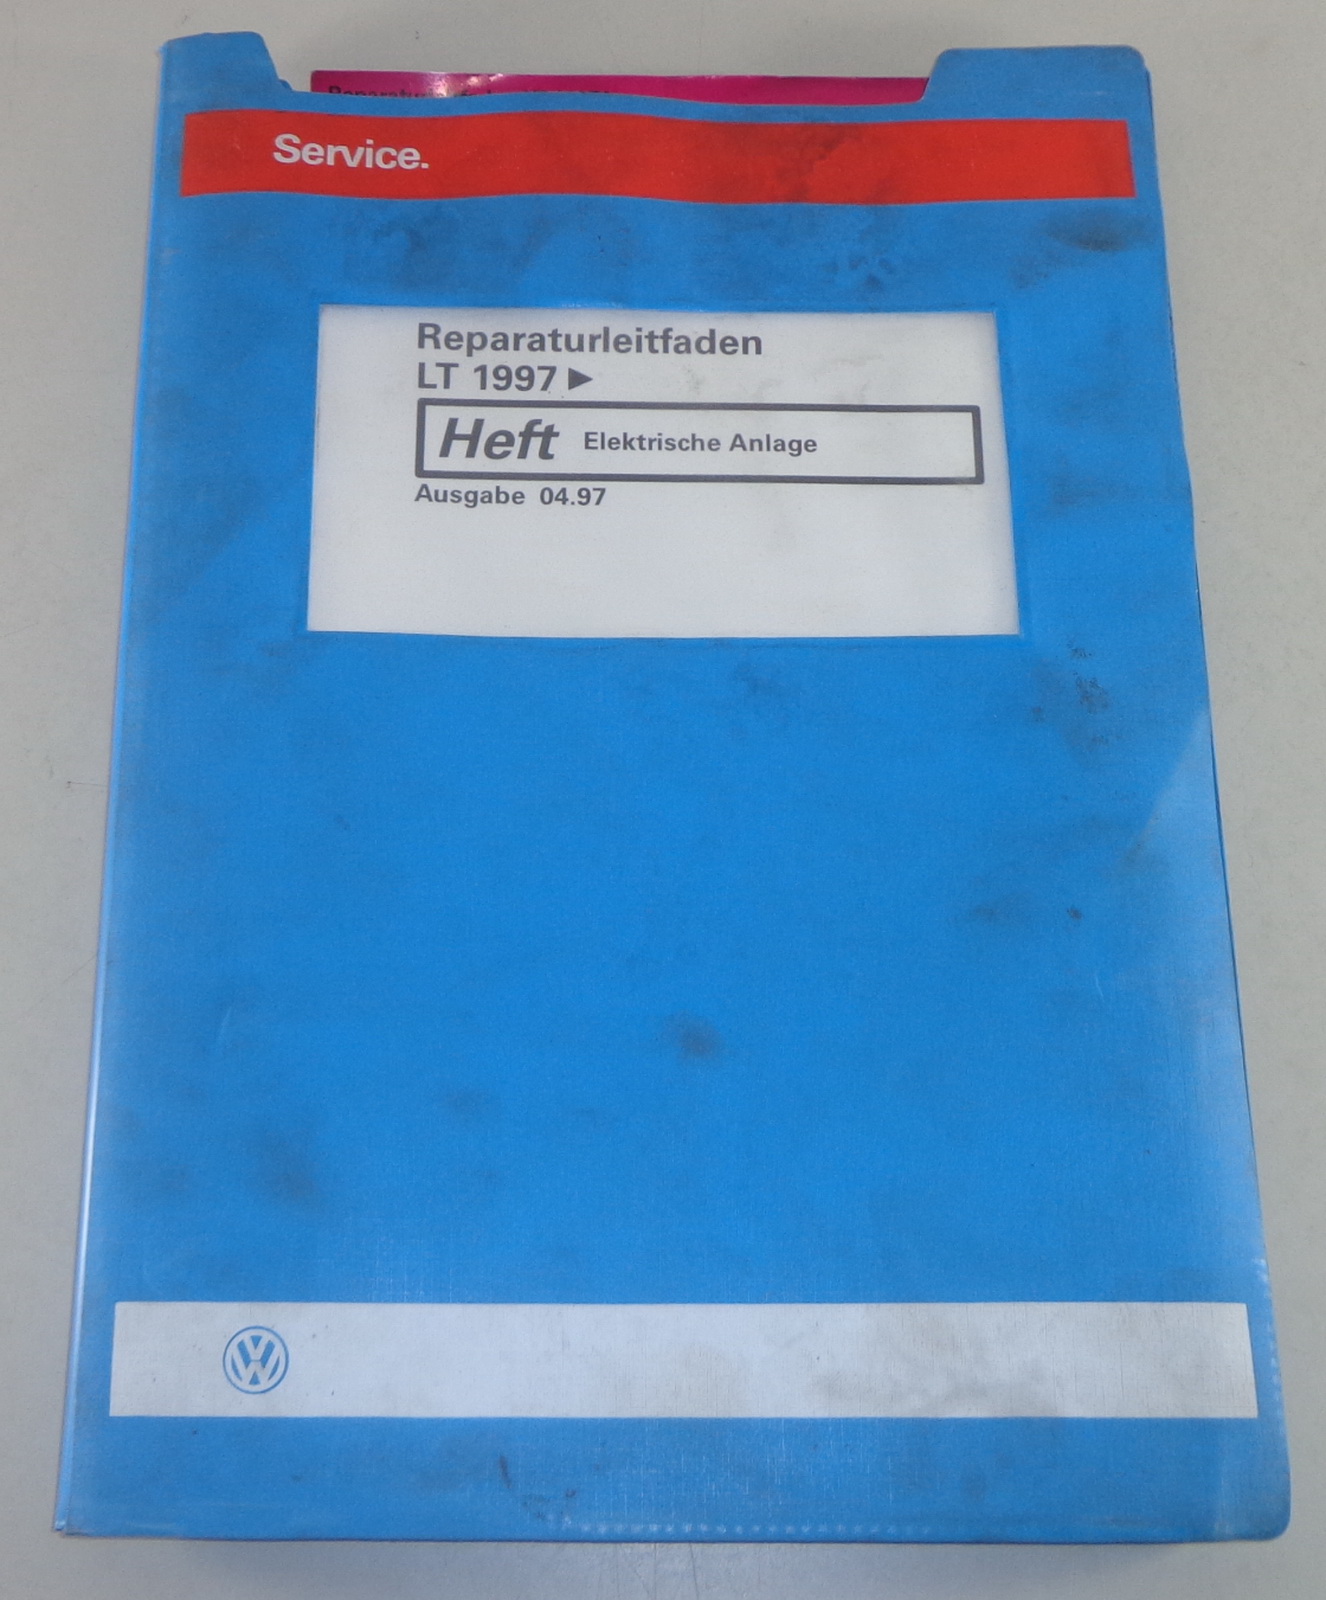 Service.
Reparaturleitfaden
LT 1997 ▶
Heft Elektrische Anlage
Ausgabe 04.97